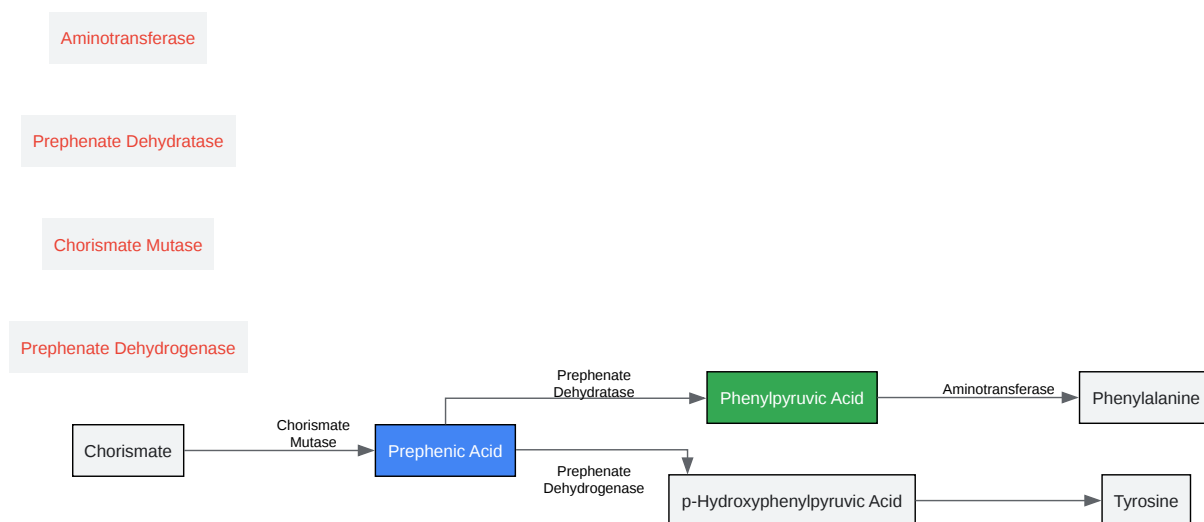 Aminotransferase
Prephenate Dehydratase
Chorismate Mutase
Prephenate Dehydrogenase
Prephenate
Dehydratase
Phenylpyruvic Acid
Aminotransferase
Phenylalanine
Chorismate
Chorismate
Mutase
Prephenic Acid
Prephenate
Dehydrogenase
p-Hydroxyphenylpyruvic Acid
Tyrosine